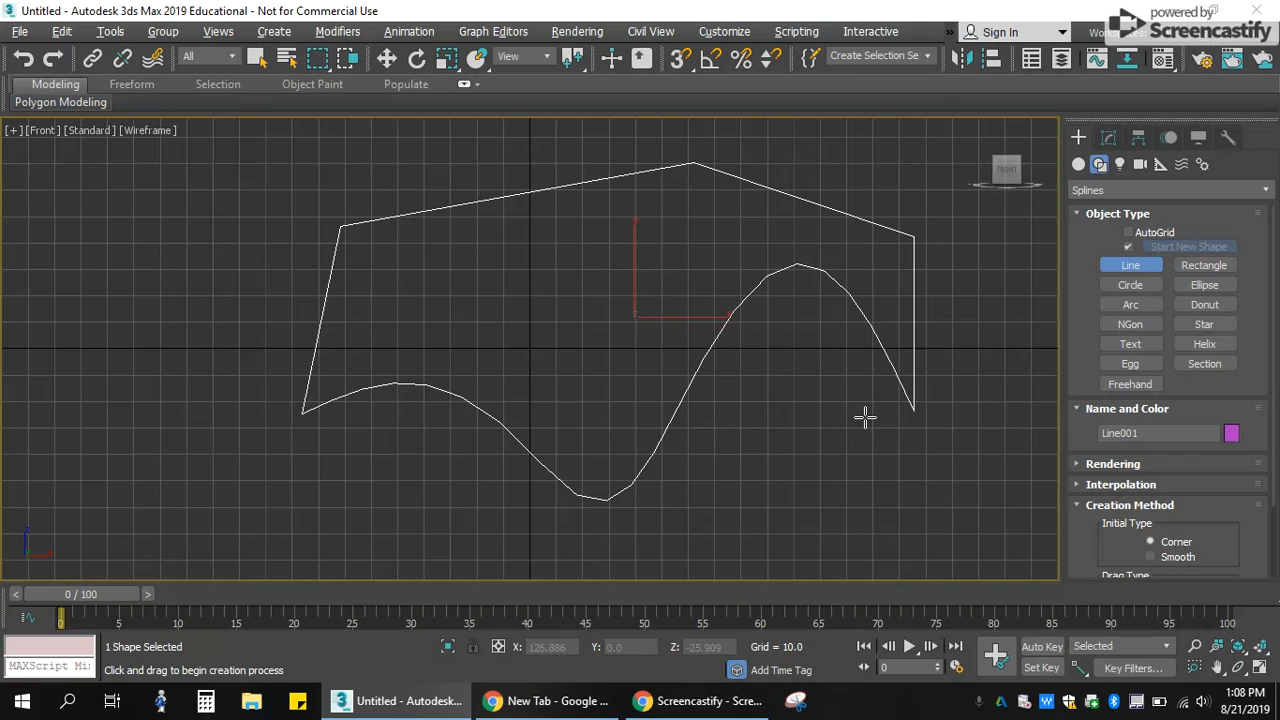 Untitled - Autodesk 3ds Max 2019 Educational - Not for Commercial Use
powered by
Screencastify
File Edit Tools Group Views Create Modifiers Animation Graph Editors Rendering Civil View Customize Scripting Interactive
Sign In
All
View
Create Selection Se
Modeling Freeform Selection Object Paint Populate
Polygon Modeling
[+] [Front] [Standard] [Wireframe]
FRONT
Splines
Object Type
AutoGrid
Start New Shape
Line Rectangle
Circle Ellipse
Arc Donut
NGon Star
Text Helix
Egg Section
Freehand
Name and Color
Line001
Rendering
Interpolation
Creation Method
Initial Type
Corner
Smooth
Drag Type
< 0 / 100 >
0 5 10 15 20 25 30 35 40 45 50 55 60 65 70 75 80 85 90 95 100
1 Shape Selected
X: 126.886 Y: 0.0 Z: -25.909 Grid = 10.0
Auto Key Selected
MAXScript Mi
Click and drag to begin creation process
Add Time Tag
0
Set Key Key Filters...
Untitled - Autodesk...
New Tab - Google ...
Screencastify - Scre...
1:08 PM
8/21/2019